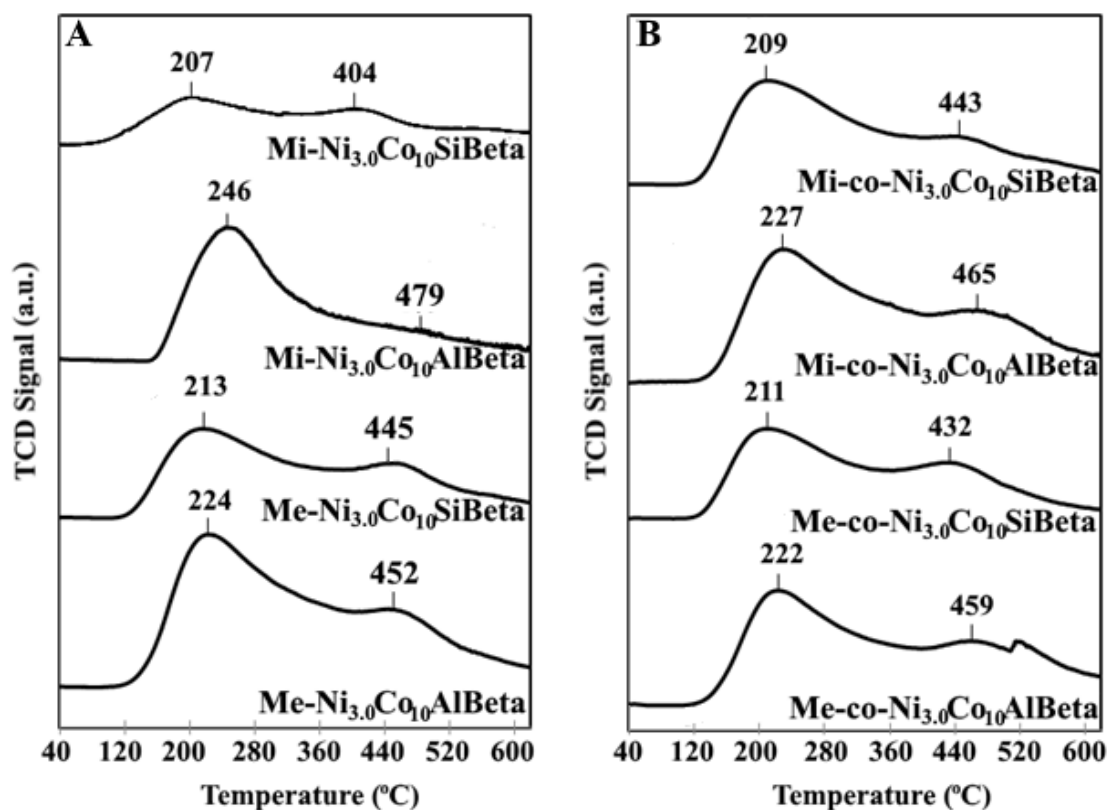 A
207
404
Mi-Ni3.0Co10SiBeta
246
479
Mi-Ni3.0Co10AlBeta
213
445
Me-Ni3.0Co10SiBeta
224
452
Me-Ni3.0Co10AlBeta
TCD Signal (a.u.)
40 120 200 280 360 440 520 600
Temperature (ºC)
B
209
443
Mi-co-Ni3.0Co10SiBeta
227
465
Mi-co-Ni3.0Co10AlBeta
211
432
Me-co-Ni3.0Co10SiBeta
222
459
Me-co-Ni3.0Co10AlBeta
TCD Signal (a.u.)
40 120 200 280 360 440 520 600
Temperature (ºC)